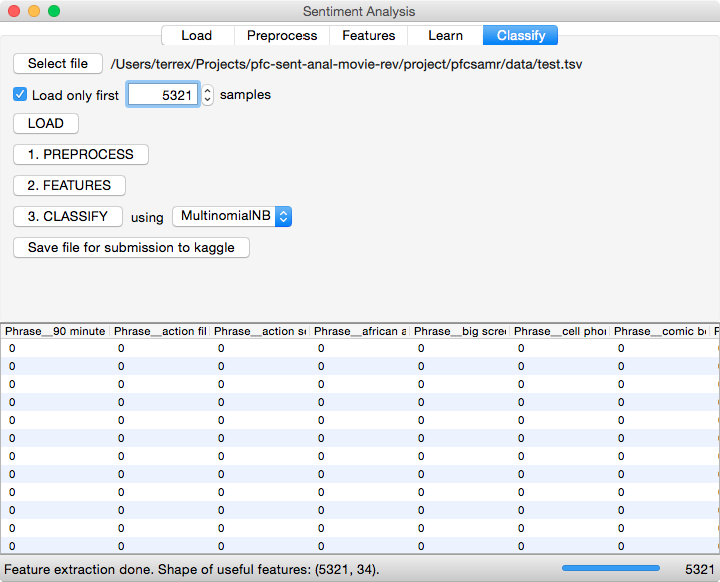 Sentiment Analysis
Load Preprocess Features Learn Classify
Select file /Users/terrex/Projects/pfc-sent-anal-movie-rev/project/pfcsamr/data/test.tsv
Load only first 5321 samples
LOAD
1. PREPROCESS
2. FEATURES
3. CLASSIFY using MultinomialNB
Save file for submission to kaggle
Phrase__90 minute Phrase__action fil Phrase__action se Phrase__african a Phrase__big scree Phrase__cell phon Phrase__comic bo
0 0 0 0 0 0 0
0 0 0 0 0 0 0
0 0 0 0 0 0 0
0 0 0 0 0 0 0
0 0 0 0 0 0 0
0 0 0 0 0 0 0
0 0 0 0 0 0 0
0 0 0 0 0 0 0
0 0 0 0 0 0 0
0 0 0 0 0 0 0
0 0 0 0 0 0 0
0 0 0 0 0 0 0
Feature extraction done. Shape of useful features: (5321, 34). 5321